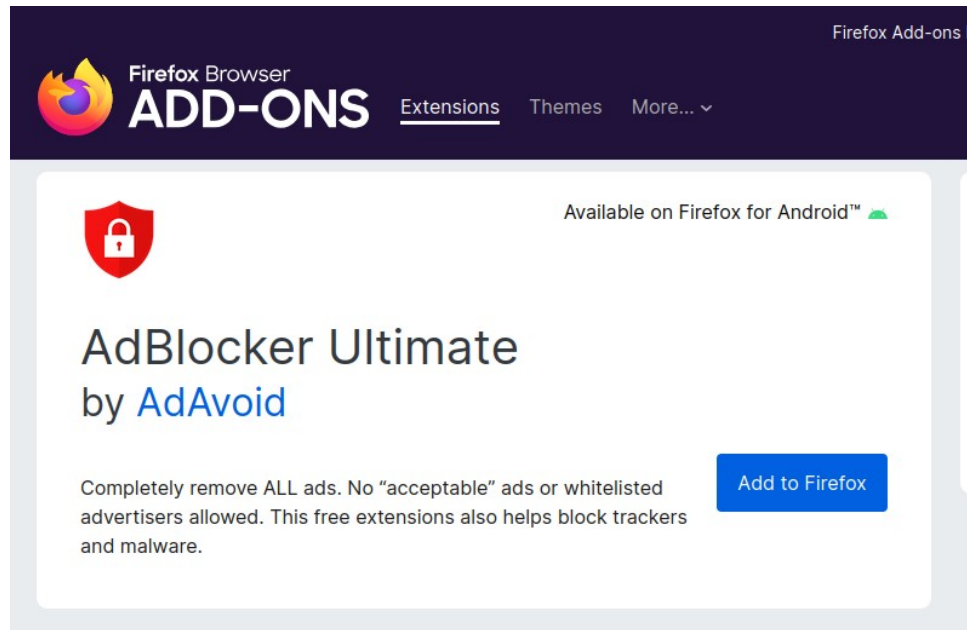 Firefox Add-ons
Firefox Browser
ADD-ONS
Extensions Themes More...
Available on Firefox for Android™
AdBlocker Ultimate
by AdAvoid
Completely remove ALL ads. No “acceptable” ads or whitelisted
advertisers allowed. This free extensions also helps block trackers
and malware.
Add to Firefox